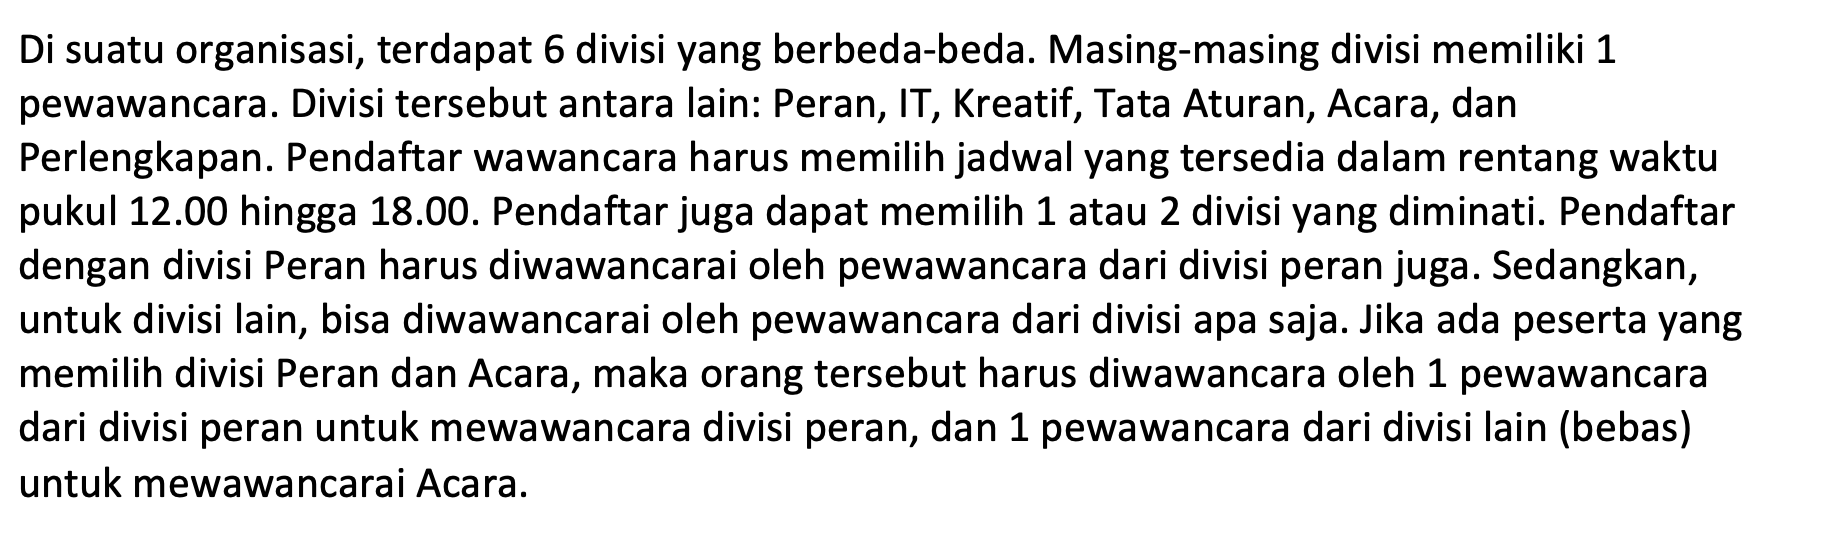 Di suatu organisasi, terdapat 6 divisi yang berbeda-beda. Masing-masing divisi memiliki 1
pewawancara. Divisi tersebut antara lain: Peran, IT, Kreatif, Tata Aturan, Acara, dan
Perlengkapan. Pendaftar wawancara harus memilih jadwal yang tersedia dalam rentang waktu
pukul 12.00 hingga 18.00. Pendaftar juga dapat memilih 1 atau 2 divisi yang diminati. Pendaftar
dengan divisi Peran harus diwawancarai oleh pewawancara dari divisi peran juga. Sedangkan,
untuk divisi lain, bisa diwawancarai oleh pewawancara dari divisi apa saja. Jika ada peserta yang
memilih divisi Peran dan Acara, maka orang tersebut harus diwawancara oleh 1 pewawancara
dari divisi peran untuk mewawancara divisi peran, dan 1 pewawancara dari divisi lain (bebas)
untuk mewawancarai Acara.